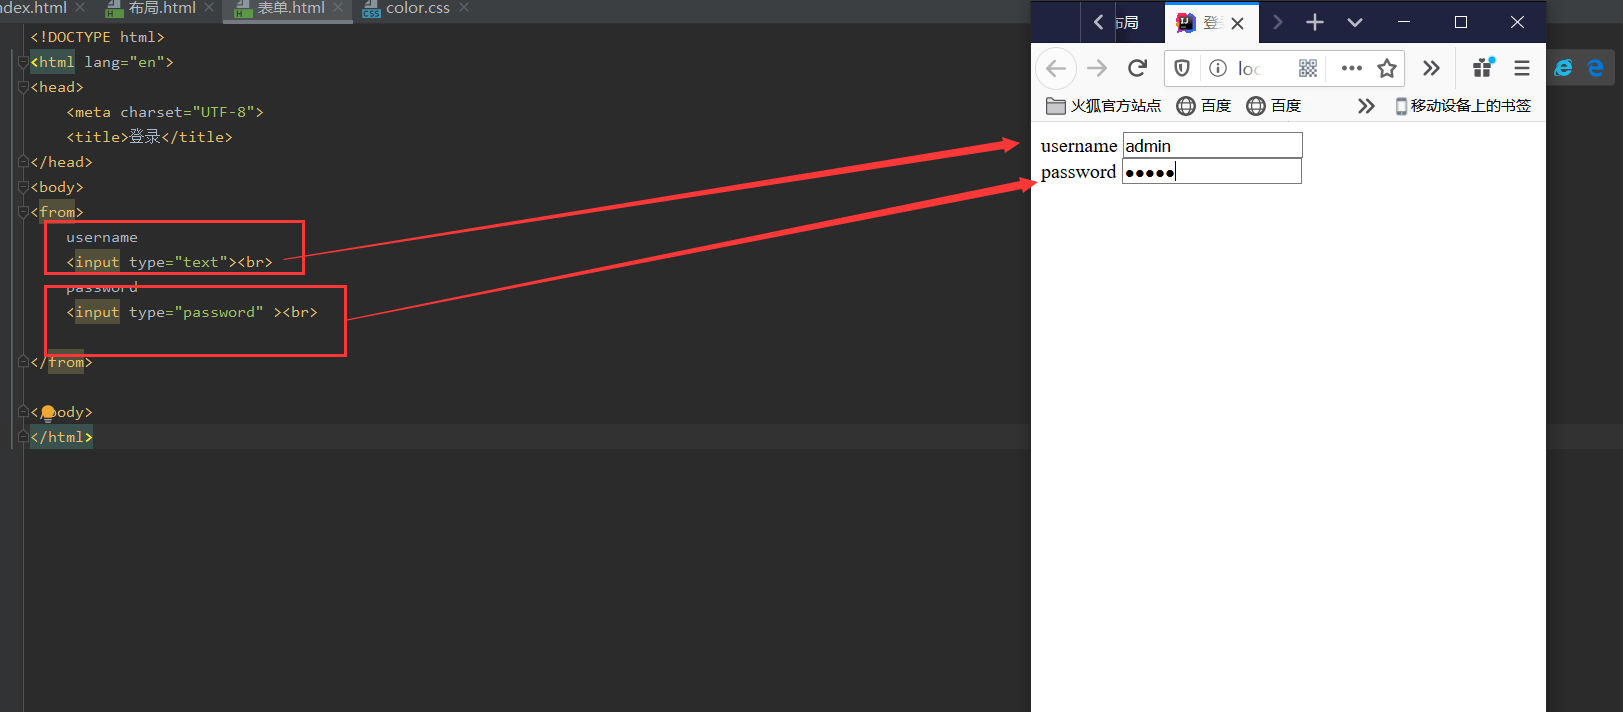 ndex.html
布局.html
表单.html
color.css
<!DOCTYPE html>
<html lang="en">
<head>
<meta charset="UTF-8">
<title>登录</title>
</head>
<body>
<from>
username
<input type="text"><br>
password
<input type="password" ><br>
</from>
</body>
</html>
布局
登
loc
火狐官方站点
百度
百度
移动设备上的书签
username admin
password •••••